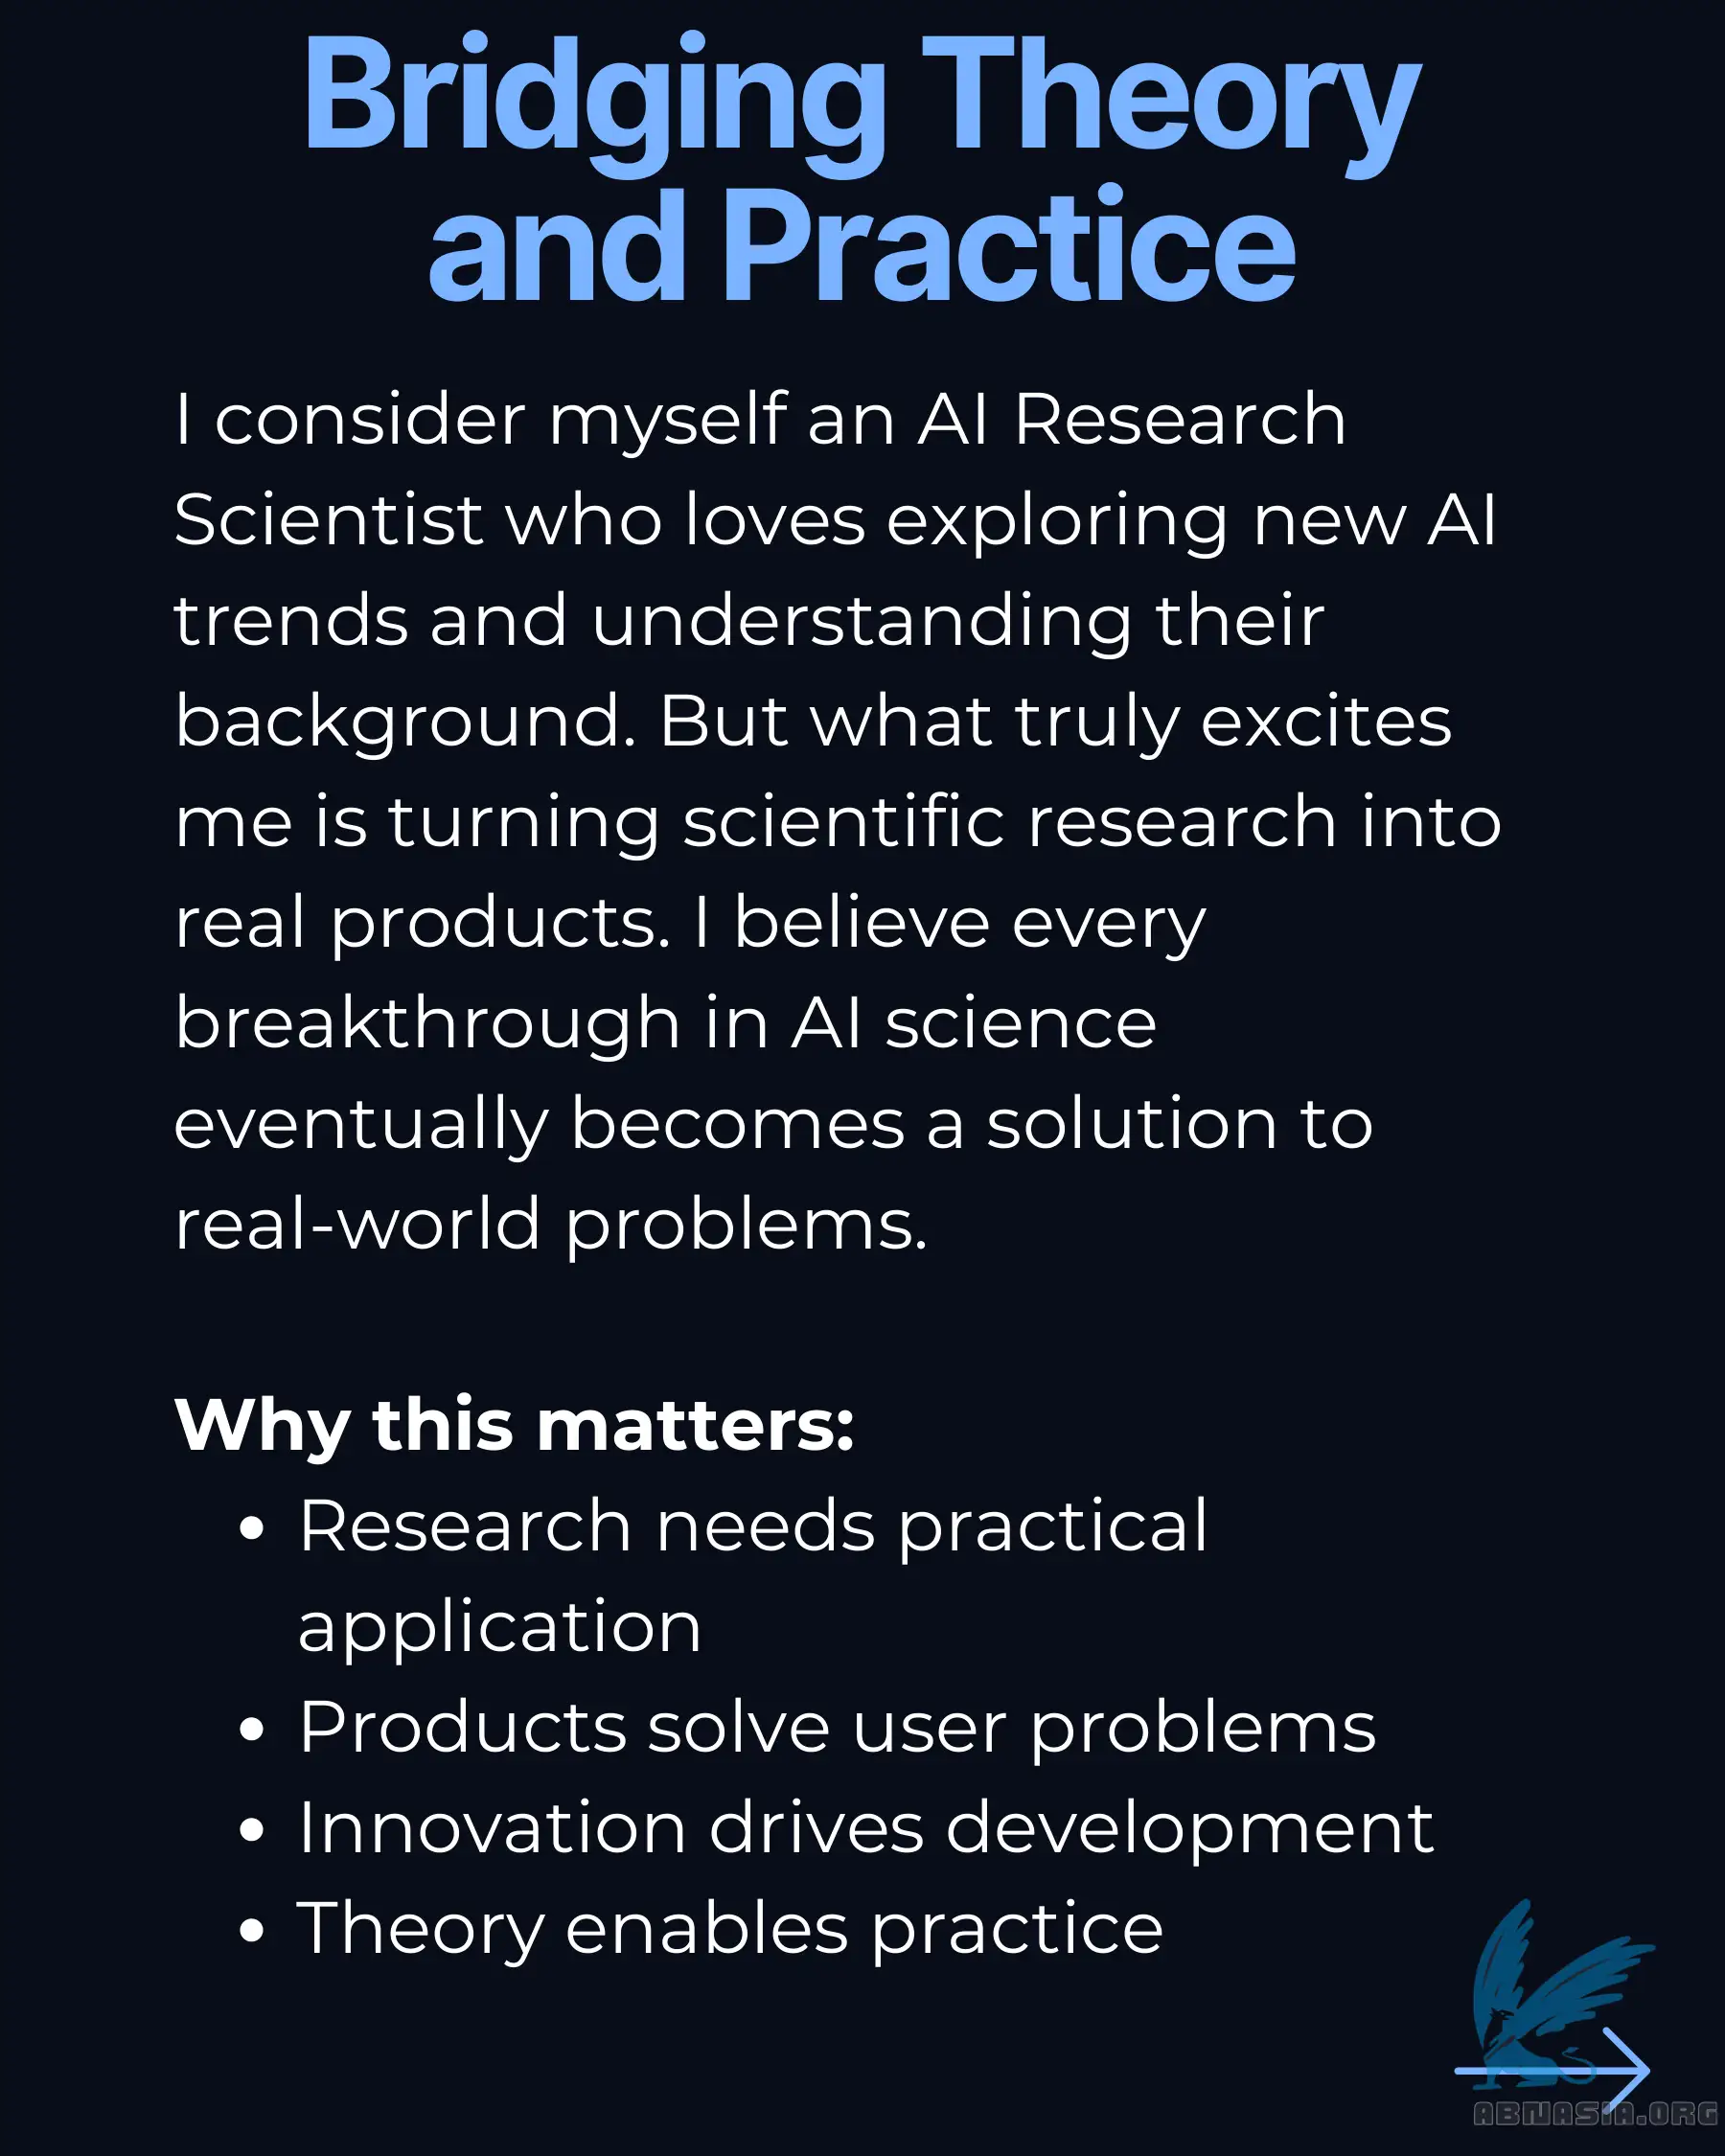 Bridging Theory
and Practice
I consider myself an AI Research
Scientist who loves exploring new AI
trends and understanding their
background. But what truly excites
me is turning scientific research into
real products. I believe every
breakthrough in AI science
eventually becomes a solution to
real-world problems.
Why this matters:
• Research needs practical
application
• Products solve user problems
• Innovation drives development
• Theory enables practice
ABNASIA.ORG